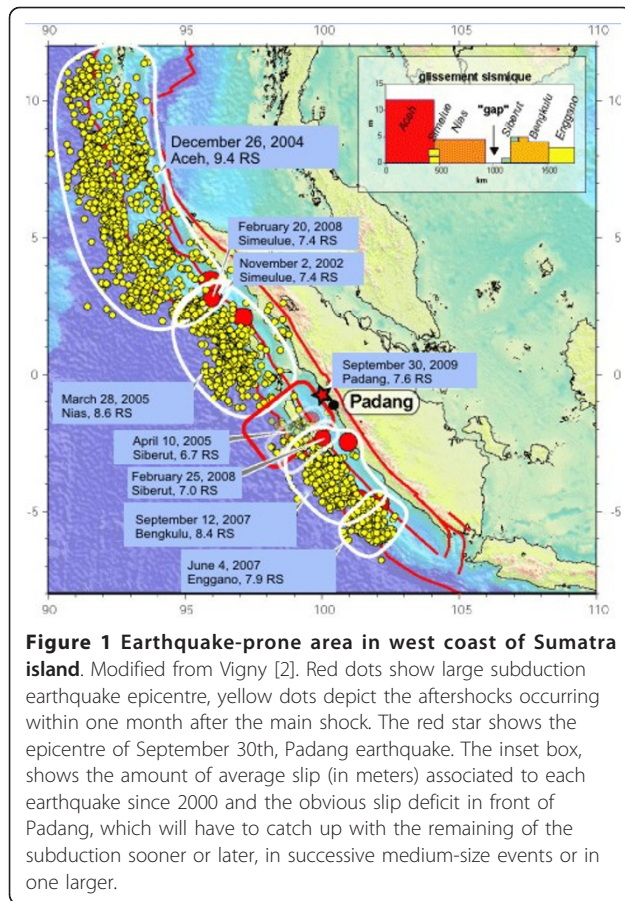 90 95 100 105 110
glissement sismique
15
10
5
0
m
Aceh
Simelue
Nias
"gap"
Siberut
Bengkulu
Enggano
0 500 1000 1500
km
10
December 26, 2004
Aceh, 9.4 RS
February 20, 2008
Simeulue, 7.4 RS
5
5
November 2, 2002
Simeulue, 7.4 RS
September 30, 2009
Padang, 7.6 RS
0
0
Padang
March 28, 2005
Nias, 8.6 RS
April 10, 2005
Siberut, 6.7 RS
February 25, 2008
Siberut, 7.0 RS
September 12, 2007
Bengkulu, 8.4 RS
-5
-5
June 4, 2007
Enggano, 7.9 RS
90 95 100 105 110
Figure 1 Earthquake-prone area in west coast of Sumatra
island. Modified from Vigny [2]. Red dots show large subduction
earthquake epicentre, yellow dots depict the aftershocks occurring
within one month after the main shock. The red star shows the
epicentre of September 30th, Padang earthquake. The inset box,
shows the amount of average slip (in meters) associated to each
earthquake since 2000 and the obvious slip deficit in front of
Padang, which will have to catch up with the remaining of the
subduction sooner or later, in successive medium-size events or in
one larger.